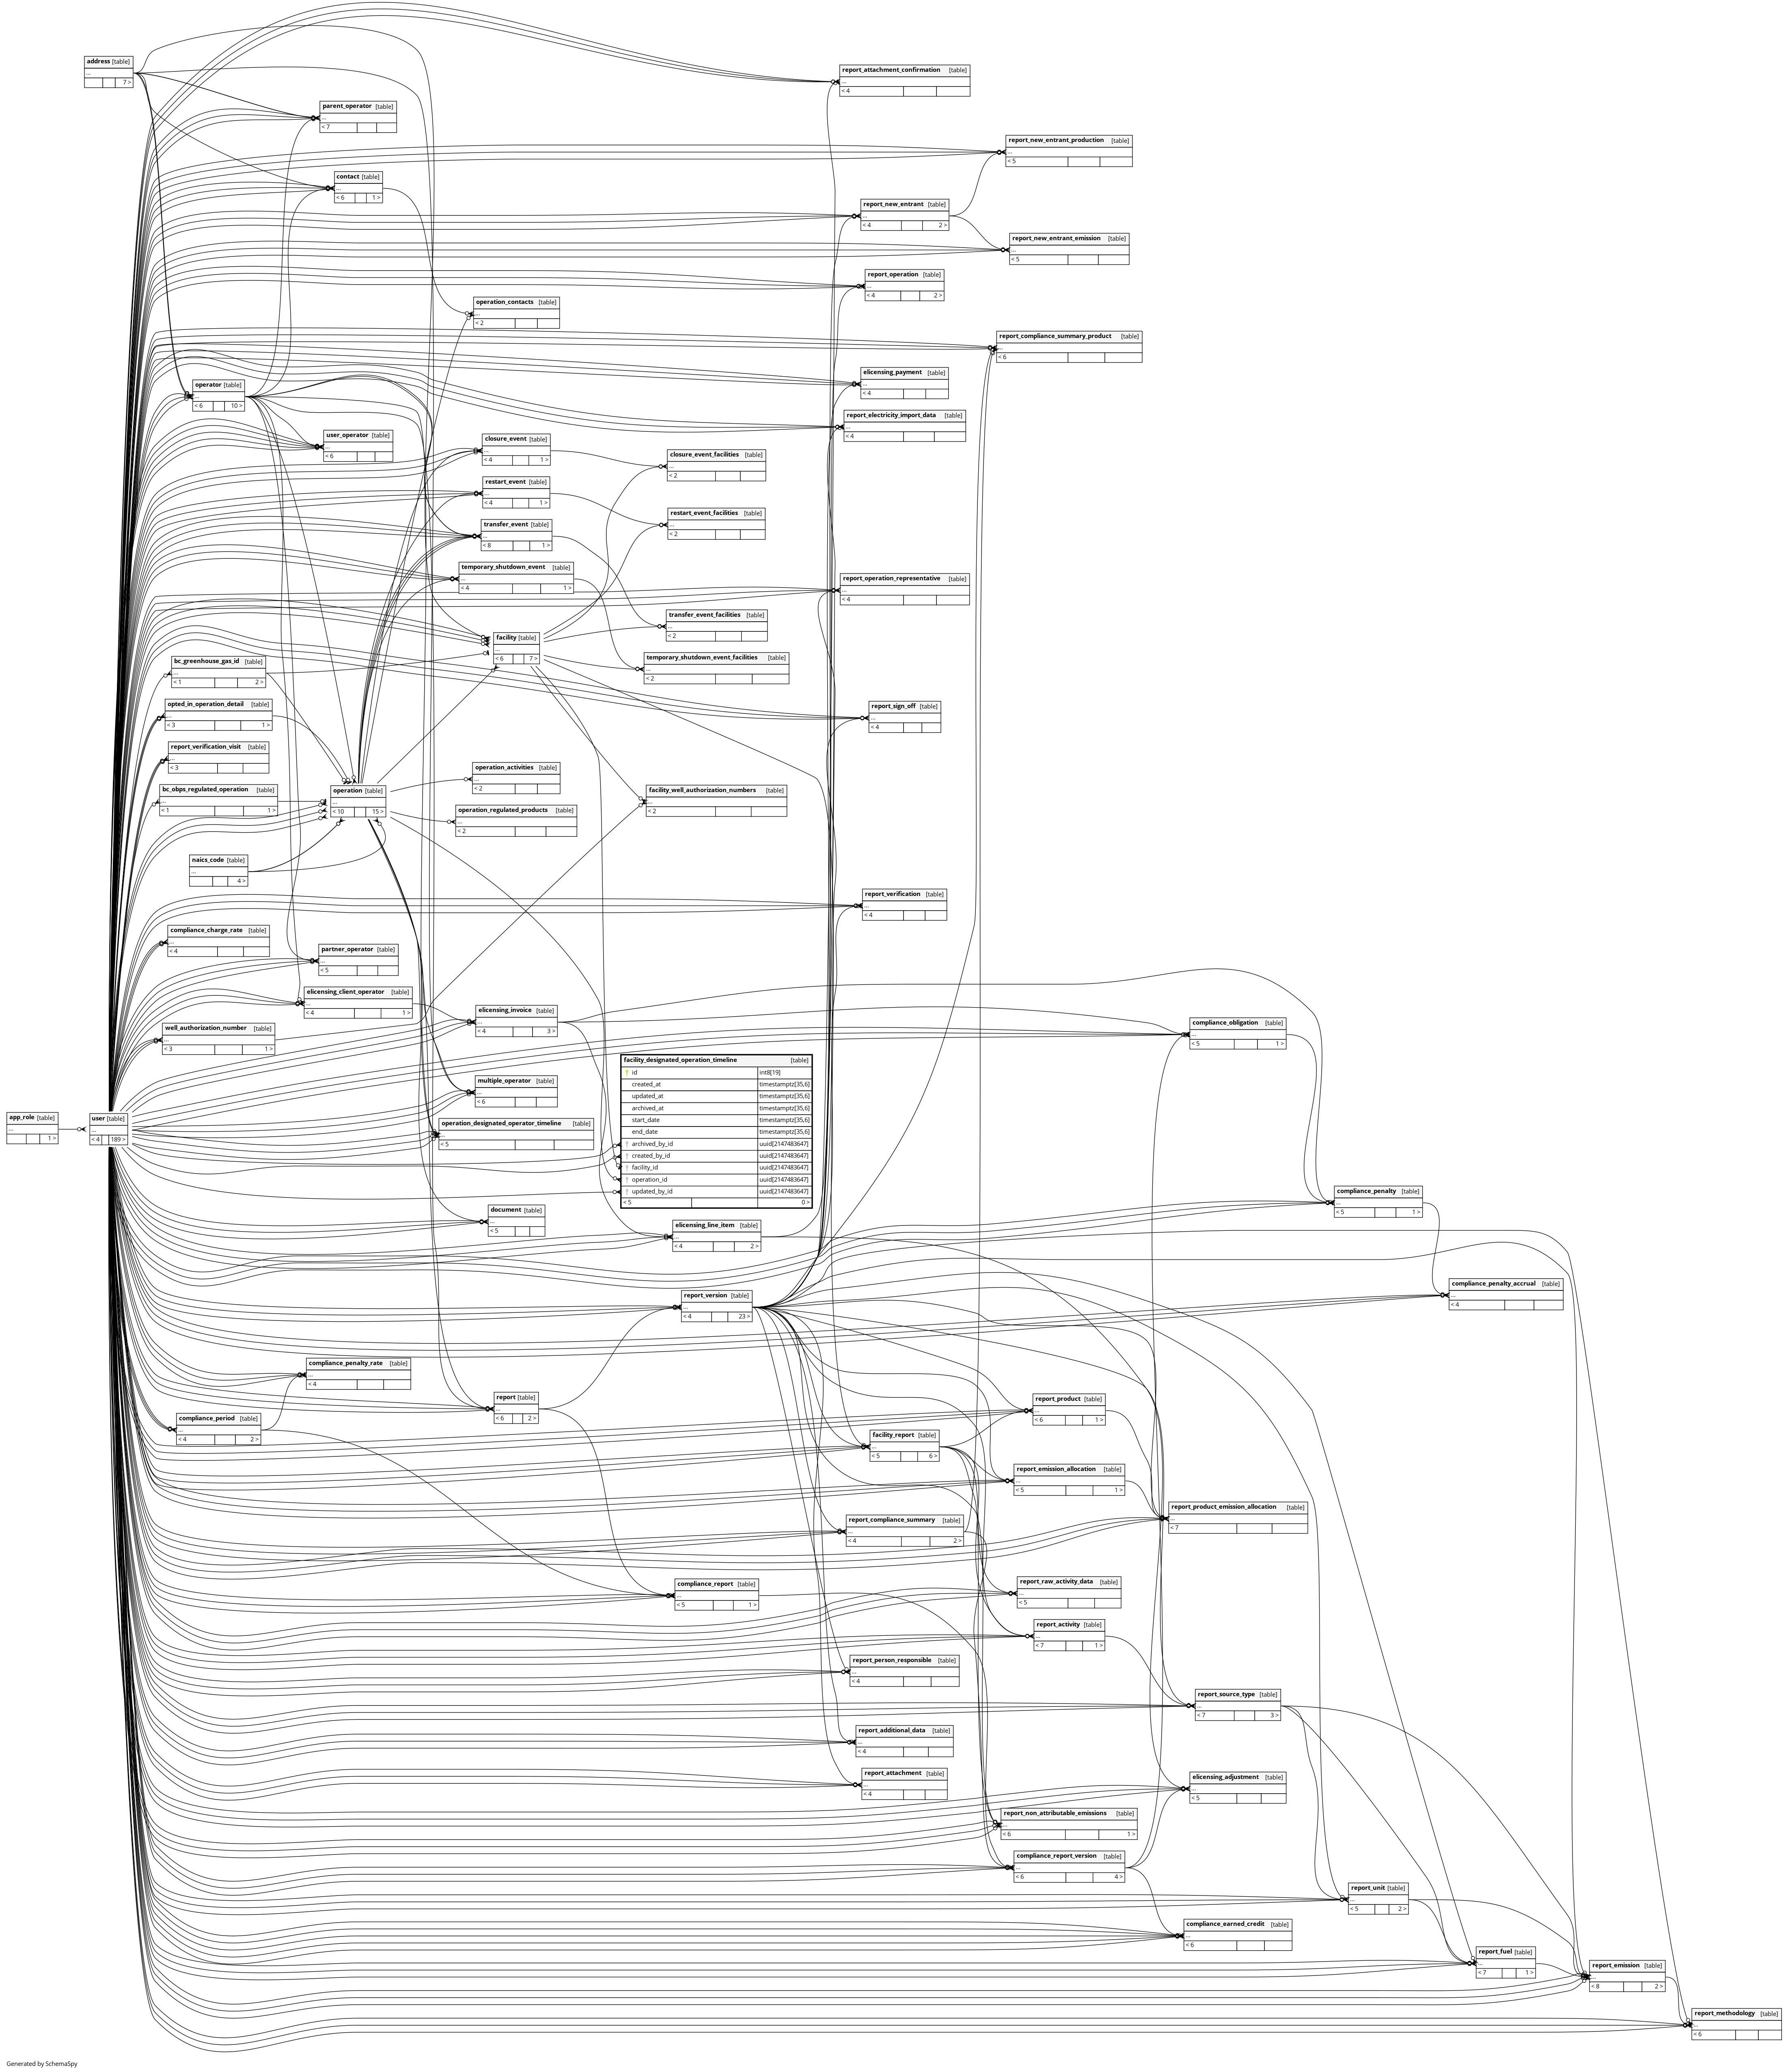 address [table]
...
7 >
report_attachment_confirmation [table]
...
< 4
parent_operator [table]
...
< 7
report_new_entrant_production [table]
...
< 5
contact [table]
...
< 6 1 >
report_new_entrant [table]
...
< 4 2 >
report_new_entrant_emission [table]
...
< 5
report_operation [table]
...
< 4 2 >
operation_contacts [table]
...
< 2
report_compliance_summary_product [table]
...
< 6
elicensing_payment [table]
...
< 4
operator [table]
...
< 6 10 >
report_electricity_import_data [table]
...
< 4
user_operator [table]
...
< 6
closure_event [table]
...
< 4 1 >
closure_event_facilities [table]
...
< 2
restart_event [table]
...
< 4 1 >
restart_event_facilities [table]
...
< 2
transfer_event [table]
...
< 8 1 >
temporary_shutdown_event [table]
...
< 4 1 >
report_operation_representative [table]
...
< 4
transfer_event_facilities [table]
...
< 2
facility [table]
...
< 6 7 >
temporary_shutdown_event_facilities [table]
...
< 2
bc_greenhouse_gas_id [table]
...
< 1 2 >
opted_in_operation_detail [table]
...
< 3 1 >
report_sign_off [table]
...
< 4
report_verification_visit [table]
...
< 3
operation_activities [table]
...
< 2
bc_obps_regulated_operation [table]
...
< 1 1 >
operation [table]
...
< 10 15 >
facility_well_authorization_numbers [table]
...
< 2
operation_regulated_products [table]
...
< 2
naics_code [table]
...
4 >
report_verification [table]
...
< 4
compliance_charge_rate [table]
...
< 4
partner_operator [table]
...
< 5
elicensing_client_operator [table]
...
< 4 1 >
elicensing_invoice [table]
...
< 4 3 >
well_authorization_number [table]
...
< 3 1 >
compliance_obligation [table]
...
< 5 1 >
facility_designated_operation_timeline [table]
id int8[19]
created_at timestamptz[35,6]
updated_at timestamptz[35,6]
archived_at timestamptz[35,6]
start_date timestamptz[35,6]
end_date timestamptz[35,6]
archived_by_id uuid[2147483647]
created_by_id uuid[2147483647]
facility_id uuid[2147483647]
operation_id uuid[2147483647]
updated_by_id uuid[2147483647]
< 5 0 >
multiple_operator [table]
...
< 6
app_role [table]
...
1 >
user [table]
...
< 4 189 >
operation_designated_operator_timeline [table]
...
< 5
compliance_penalty [table]
...
< 5 1 >
document [table]
...
< 5
elicensing_line_item [table]
...
< 4 2 >
compliance_penalty_accrual [table]
...
< 4
report_version [table]
...
< 4 23 >
compliance_penalty_rate [table]
...
< 4
report [table]
...
< 6 2 >
report_product [table]
...
< 6 1 >
compliance_period [table]
...
< 4 2 >
facility_report [table]
...
< 5 6 >
report_emission_allocation [table]
...
< 5 1 >
report_product_emission_allocation [table]
...
< 7
report_compliance_summary [table]
...
< 4 2 >
compliance_report [table]
...
< 5 1 >
report_raw_activity_data [table]
...
< 5
report_activity [table]
...
< 7 1 >
report_person_responsible [table]
...
< 4
report_source_type [table]
...
< 7 3 >
report_additional_data [table]
...
< 4
report_attachment [table]
...
< 4
elicensing_adjustment [table]
...
< 5
report_non_attributable_emissions [table]
...
< 6 1 >
compliance_report_version [table]
...
< 6 4 >
report_unit [table]
...
< 5 2 >
compliance_earned_credit [table]
...
< 6
report_fuel [table]
...
< 7 1 >
report_emission [table]
...
< 8 2 >
report_methodology [table]
...
< 6
Generated by SchemaSpy